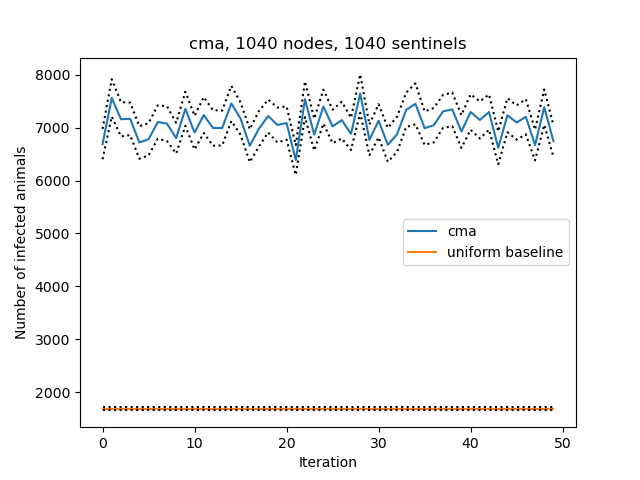 cma, 1040 nodes, 1040 sentinels
8000
7000
6000
5000
4000
3000
2000
Number of infected animals
cma
uniform baseline
0
10
20
30
40
50
Iteration